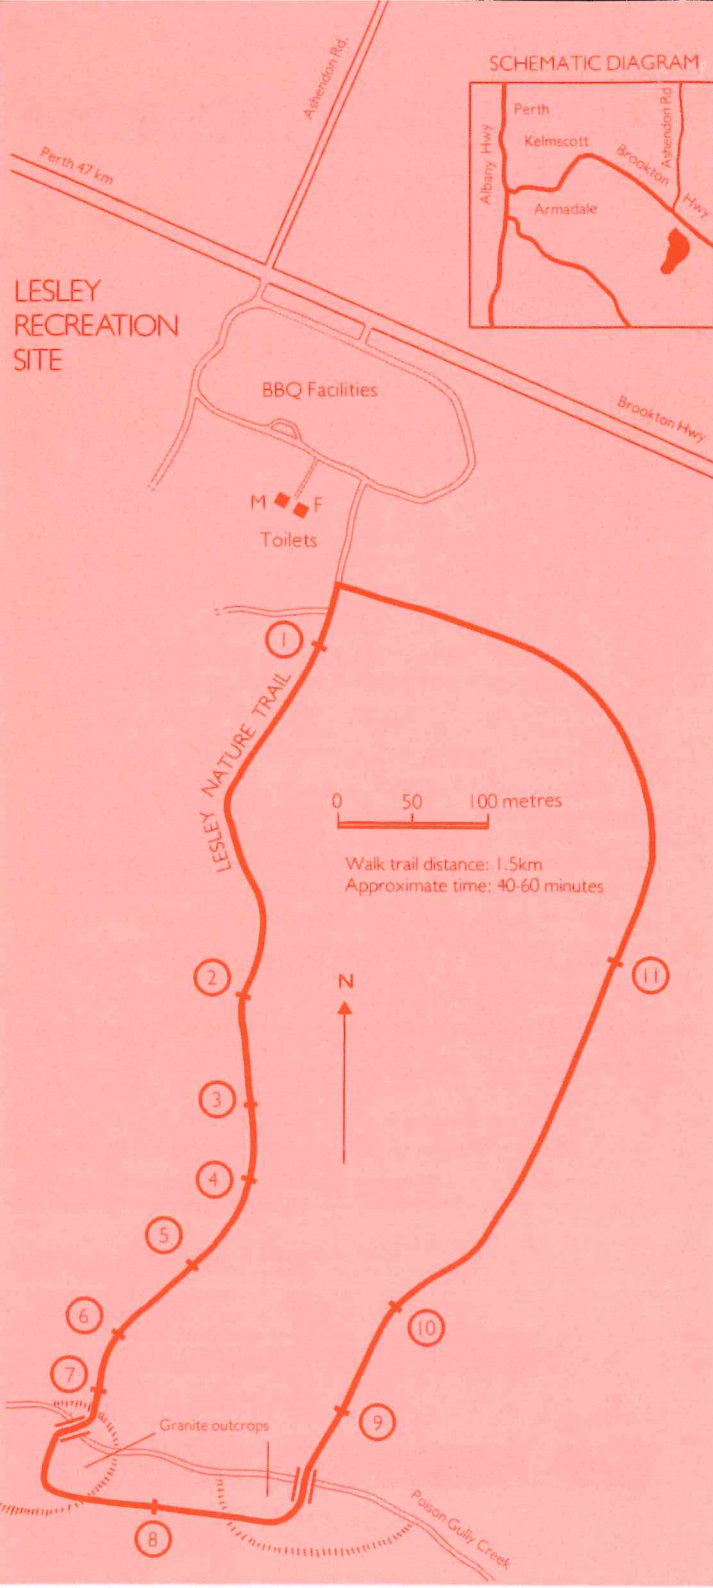 Ashendon Rd.
Perth 47 km
SCHEMATIC DIAGRAM
Perth
Albany Hwy
Kelmscott
Brookton Hwy
Ashendon Rd
Armadale
LESLEY
RECREATION
SITE
BBQ Facilities
Brookton Hwy
M F
Toilets
1
LESLEY NATURE TRAIL
0 50 100 metres
Walk trail distance: 1.5km
Approximate time: 40-60 minutes
2
N
11
3
4
5
6
10
7
9
Granite outcrops
8
Poison Gully Creek